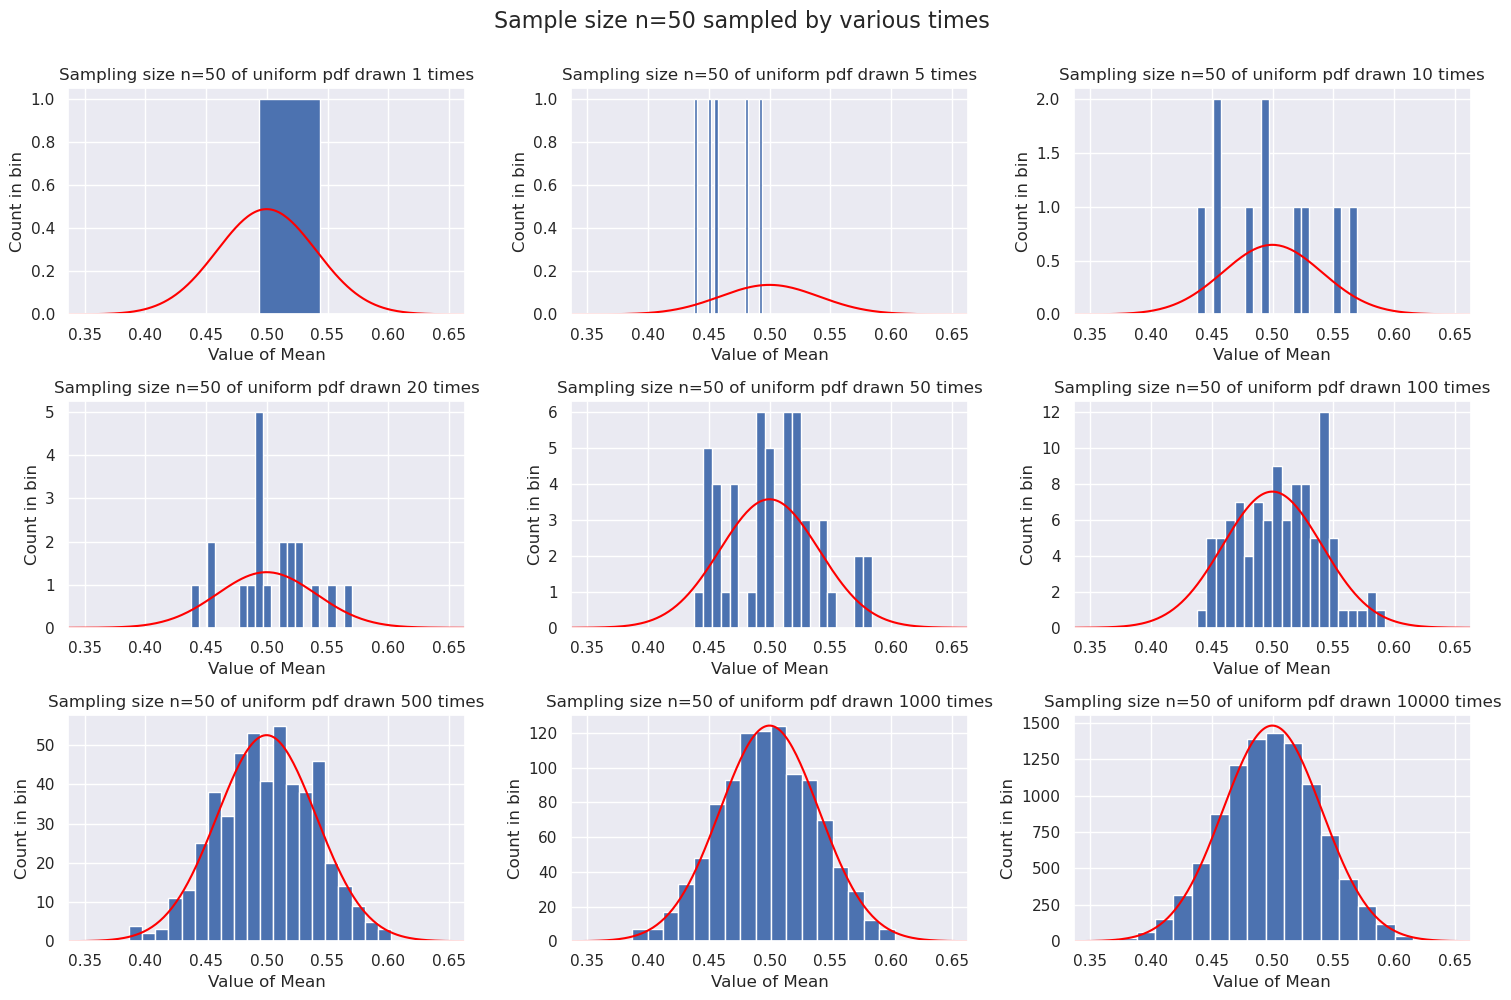 Sample size n=50 sampled by various times
Sampling size n=50 of uniform pdf drawn 1 times
Count in bin
1.0
0.8
0.6
0.4
0.2
0.0
0.35 0.40 0.45 0.50 0.55 0.60 0.65
Value of Mean
Sampling size n=50 of uniform pdf drawn 5 times
Count in bin
1.0
0.8
0.6
0.4
0.2
0.0
0.35 0.40 0.45 0.50 0.55 0.60 0.65
Value of Mean
Sampling size n=50 of uniform pdf drawn 10 times
Count in bin
2.0
1.5
1.0
0.5
0.0
0.35 0.40 0.45 0.50 0.55 0.60 0.65
Value of Mean
Sampling size n=50 of uniform pdf drawn 20 times
Count in bin
5
4
3
2
1
0
0.35 0.40 0.45 0.50 0.55 0.60 0.65
Value of Mean
Sampling size n=50 of uniform pdf drawn 50 times
Count in bin
6
5
4
3
2
1
0
0.35 0.40 0.45 0.50 0.55 0.60 0.65
Value of Mean
Sampling size n=50 of uniform pdf drawn 100 times
Count in bin
12
10
8
6
4
2
0
0.35 0.40 0.45 0.50 0.55 0.60 0.65
Value of Mean
Sampling size n=50 of uniform pdf drawn 500 times
Count in bin
50
40
30
20
10
0
0.35 0.40 0.45 0.50 0.55 0.60 0.65
Value of Mean
Sampling size n=50 of uniform pdf drawn 1000 times
Count in bin
120
100
80
60
40
20
0
0.35 0.40 0.45 0.50 0.55 0.60 0.65
Value of Mean
Sampling size n=50 of uniform pdf drawn 10000 times
Count in bin
1500
1250
1000
750
500
250
0
0.35 0.40 0.45 0.50 0.55 0.60 0.65
Value of Mean